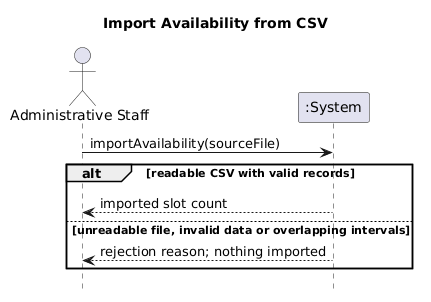 Import Availability from CSV
Administrative Staff
:System
importAvailability(sourceFile)
alt [readable CSV with valid records]
imported slot count
[unreadable file, invalid data or overlapping intervals]
rejection reason; nothing imported